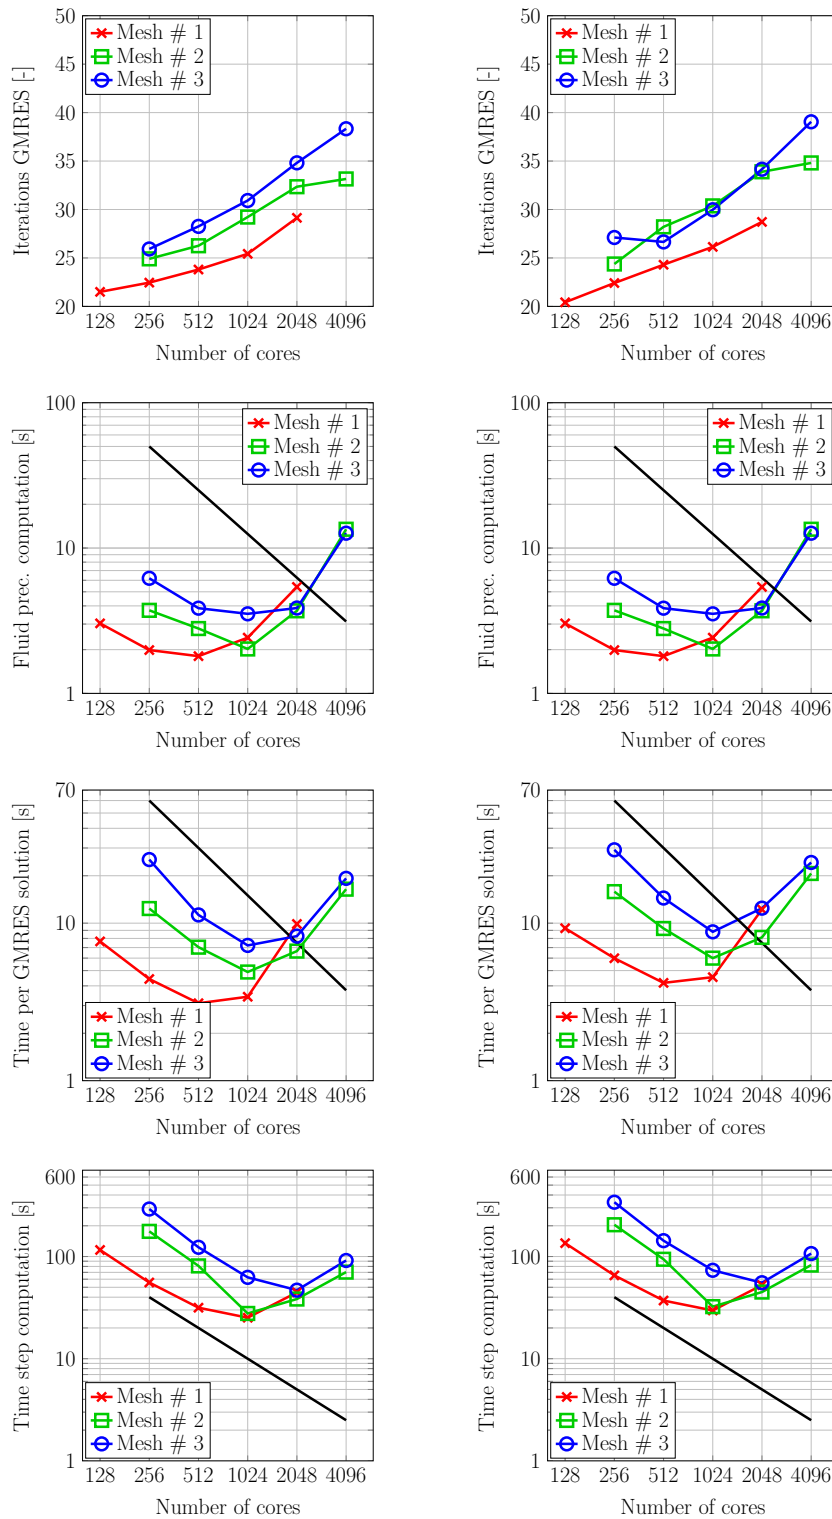 50
45
40
35
30
25
20
Iterations GMRES [-]
Mesh # 1
Mesh # 2
Mesh # 3
128 256 512 1024 2048 4096
Number of cores
50
45
40
35
30
25
20
Iterations GMRES [-]
Mesh # 1
Mesh # 2
Mesh # 3
128 256 512 1024 2048 4096
Number of cores
100
10
1
Fluid prec. computation [s]
Mesh # 1
Mesh # 2
Mesh # 3
128 256 512 1024 2048 4096
Number of cores
100
10
1
Fluid prec. computation [s]
Mesh # 1
Mesh # 2
Mesh # 3
128 256 512 1024 2048 4096
Number of cores
70
10
1
Time per GMRES solution [s]
Mesh # 1
Mesh # 2
Mesh # 3
128 256 512 1024 2048 4096
Number of cores
70
10
1
Time per GMRES solution [s]
Mesh # 1
Mesh # 2
Mesh # 3
128 256 512 1024 2048 4096
Number of cores
600
100
10
1
Time step computation [s]
Mesh # 1
Mesh # 2
Mesh # 3
128 256 512 1024 2048 4096
Number of cores
600
100
10
1
Time step computation [s]
Mesh # 1
Mesh # 2
Mesh # 3
128 256 512 1024 2048 4096
Number of cores